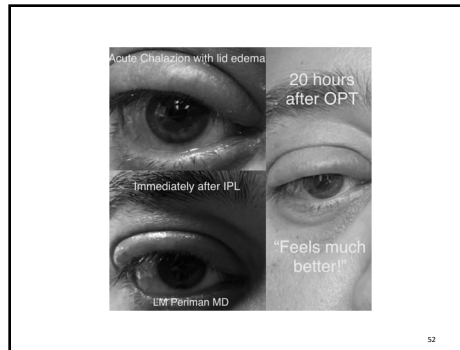 Acute Chalazion with lid edema
Immediately after IPL
LM Periman MD
20 hours
after OPT
"Feels much
better!"
52